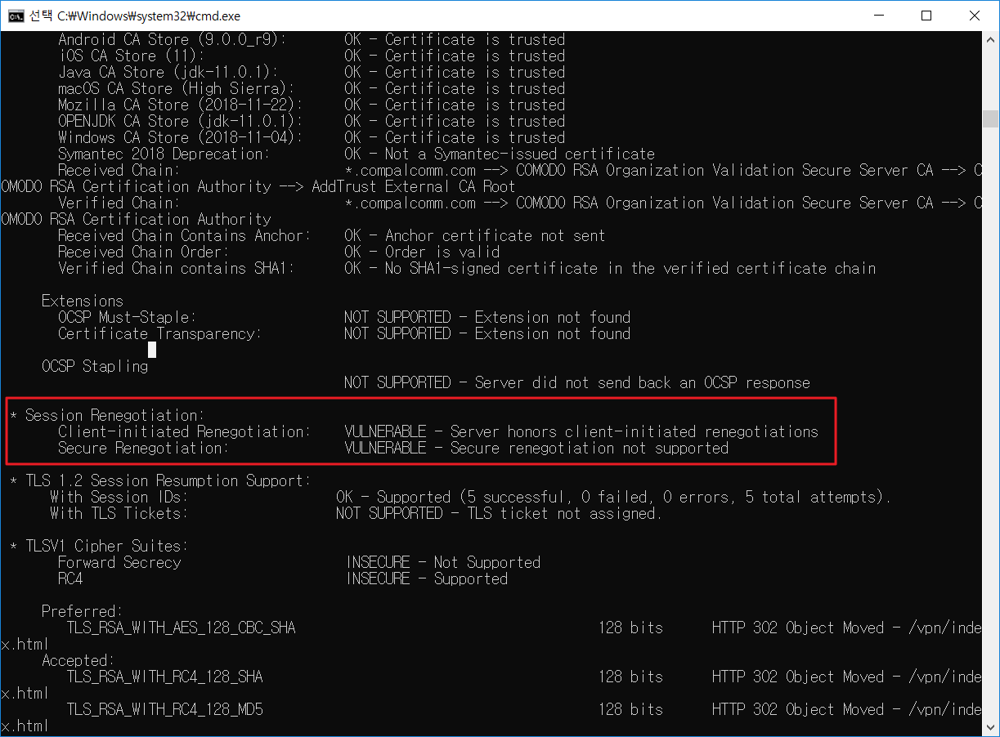 선택 C:₩Windows₩system32₩cmd.exe
Android CA Store (9.0.0_r9): OK - Certificate is trusted
iOS CA Store (11): OK - Certificate is trusted
Java CA Store (jdk-11.0.1): OK - Certificate is trusted
macOS CA Store (High Sierra): OK - Certificate is trusted
Mozilla CA Store (2018-11-22): OK - Certificate is trusted
OPENJDK CA Store (jdk-11.0.1): OK - Certificate is trusted
Windows CA Store (2018-11-04): OK - Certificate is trusted
Symantec 2018 Deprecation: OK - Not a Symantec-issued certificate
Received Chain: *.compalcomm.com --> COMODO RSA Organization Validation Secure Server CA --> C
OMODO RSA Certification Authority --> AddTrust External CA Root
Verified Chain: *.compalcomm.com --> COMODO RSA Organization Validation Secure Server CA --> C
OMODO RSA Certification Authority
Received Chain Contains Anchor: OK - Anchor certificate not sent
Received Chain Order: OK - Order is valid
Verified Chain contains SHA1: OK - No SHA1-signed certificate in the verified certificate chain
Extensions
OCSP Must-Staple: NOT SUPPORTED - Extension not found
Certificate Transparency: NOT SUPPORTED - Extension not found
OCSP Stapling
NOT SUPPORTED - Server did not send back an OCSP response
* Session Renegotiation:
Client-initiated Renegotiation: VULNERABLE - Server honors client-initiated renegotiations
Secure Renegotiation: VULNERABLE - Secure renegotiation not supported
* TLS 1.2 Session Resumption Support:
With Session IDs: OK - Supported (5 successful, 0 failed, 0 errors, 5 total attempts).
With TLS Tickets: NOT SUPPORTED - TLS ticket not assigned.
* TLSV1 Cipher Suites:
Forward Secrecy INSECURE - Not Supported
RC4 INSECURE - Supported
Preferred:
TLS_RSA_WITH_AES_128_CBC_SHA 128 bits HTTP 302 Object Moved - /vpn/inde
x.html
Accepted:
TLS_RSA_WITH_RC4_128_SHA 128 bits HTTP 302 Object Moved - /vpn/inde
x.html
TLS_RSA_WITH_RC4_128_MD5 128 bits HTTP 302 Object Moved - /vpn/inde
x.html